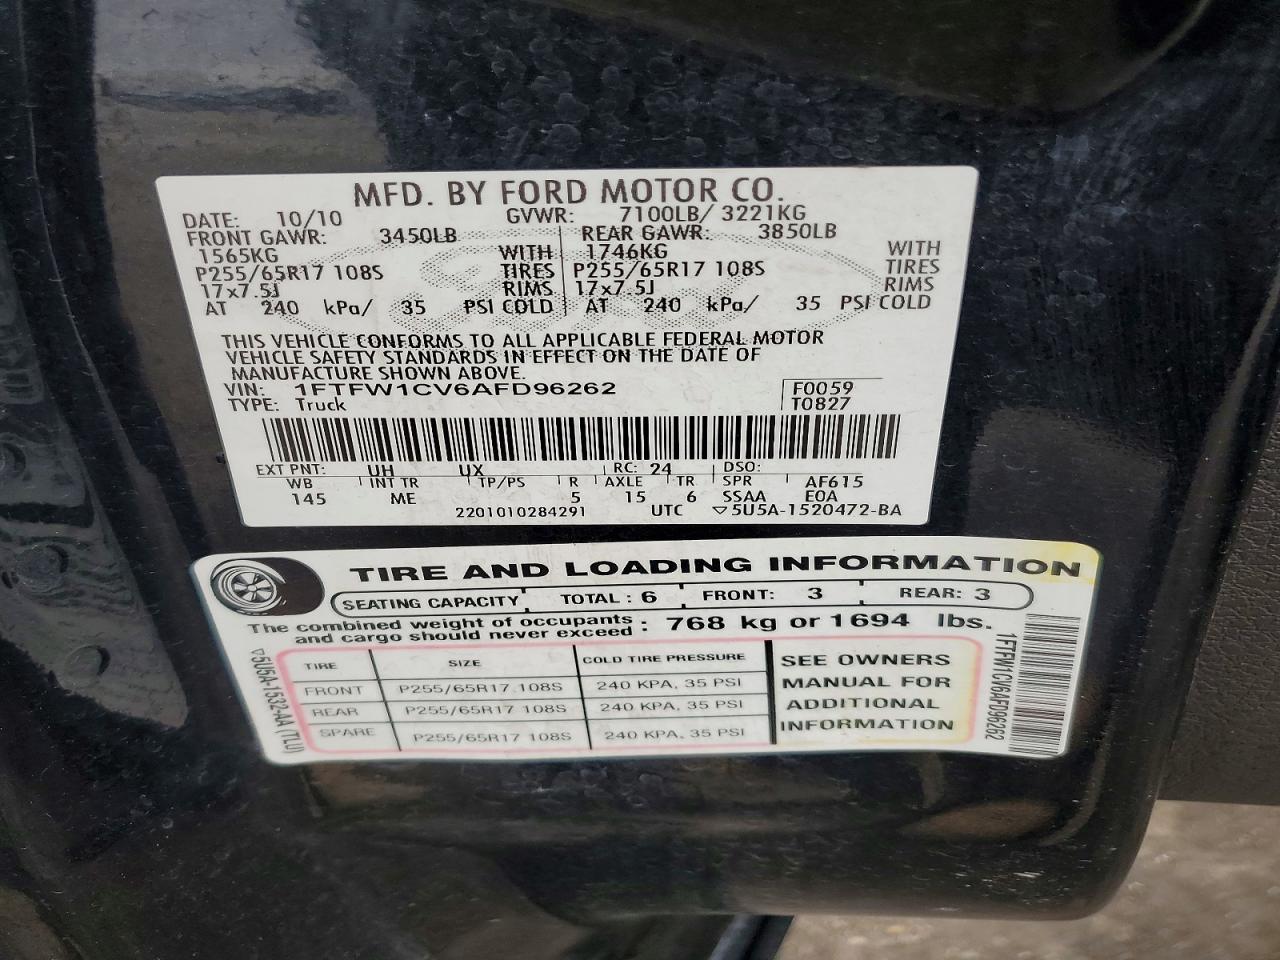 MFD. BY FORD MOTOR CO.
DATE: 10/10 GVWR: 7100LB/ 3221KG
FRONT GAWR: 3450LB REAR GAWR: 3850LB
1565KG WITH 1746KG WITH
P255/65R17 108S TIRES P255/65R17 108S TIRES
17x7.5J RIMS 17x7.5J RIMS
AT 240 kPa/ 35 PSI COLD AT 240 kPa/ 35 PSI COLD
THIS VEHICLE CONFORMS TO ALL APPLICABLE FEDERAL MOTOR
VEHICLE SAFETY STANDARDS IN EFFECT ON THE DATE OF
MANUFACTURE SHOWN ABOVE.
VIN: 1FTFW1CV6AFD96262 F0059
TYPE: Truck T0827
EXT PNT: UH UX RC: 24 DSO:
WB INT TR TP/PS R AXLE TR SPR AF615
145 ME 5 15 6 SSAA E0A
2201010284291 UTC ▽5U5A-1520472-BA
TIRE AND LOADING INFORMATION
SEATING CAPACITY TOTAL: 6 FRONT: 3 REAR: 3
The combined weight of occupants
and cargo should never exceed : 768 kg or 1694 lbs.
TIRE SIZE COLD TIRE PRESSURE
FRONT P255/65R17 108S 240 KPA, 35 PSI
REAR P255/65R17 108S 240 KPA, 35 PSI
SPARE P255/65R17 108S 240 KPA, 35 PSI
SEE OWNERS
MANUAL FOR
ADDITIONAL
INFORMATION
▽5U5A-1532-AA (TLU)
1FTFW1CV6AFD96262